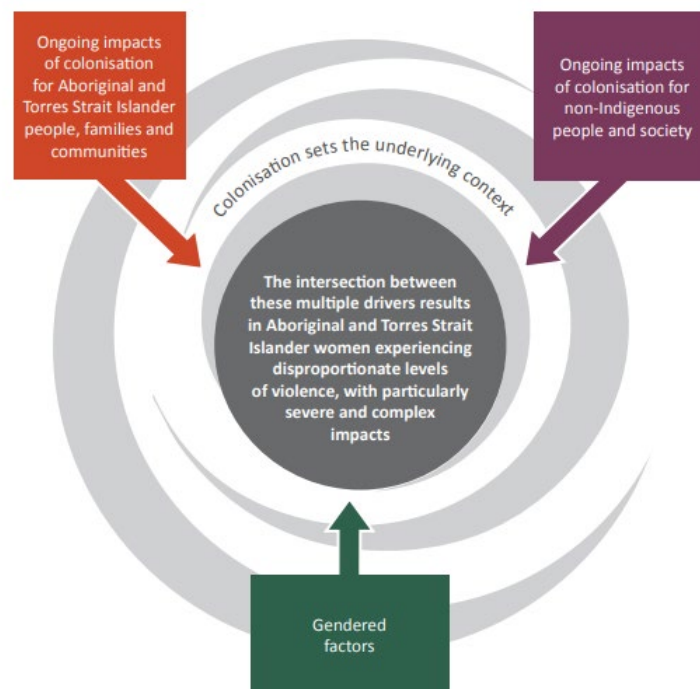 Ongoing impacts
of colonisation
for Aboriginal and
Torres Strait Islander
people, families and
communities
Ongoing impacts
of colonisation for
non-Indigenous
people and society
Colonisation sets the underlying context
The intersection between
these multiple drivers results
in Aboriginal and Torres Strait
Islander women experiencing
disproportionate levels
of violence, with particularly
severe and complex
impacts
Gendered
factors